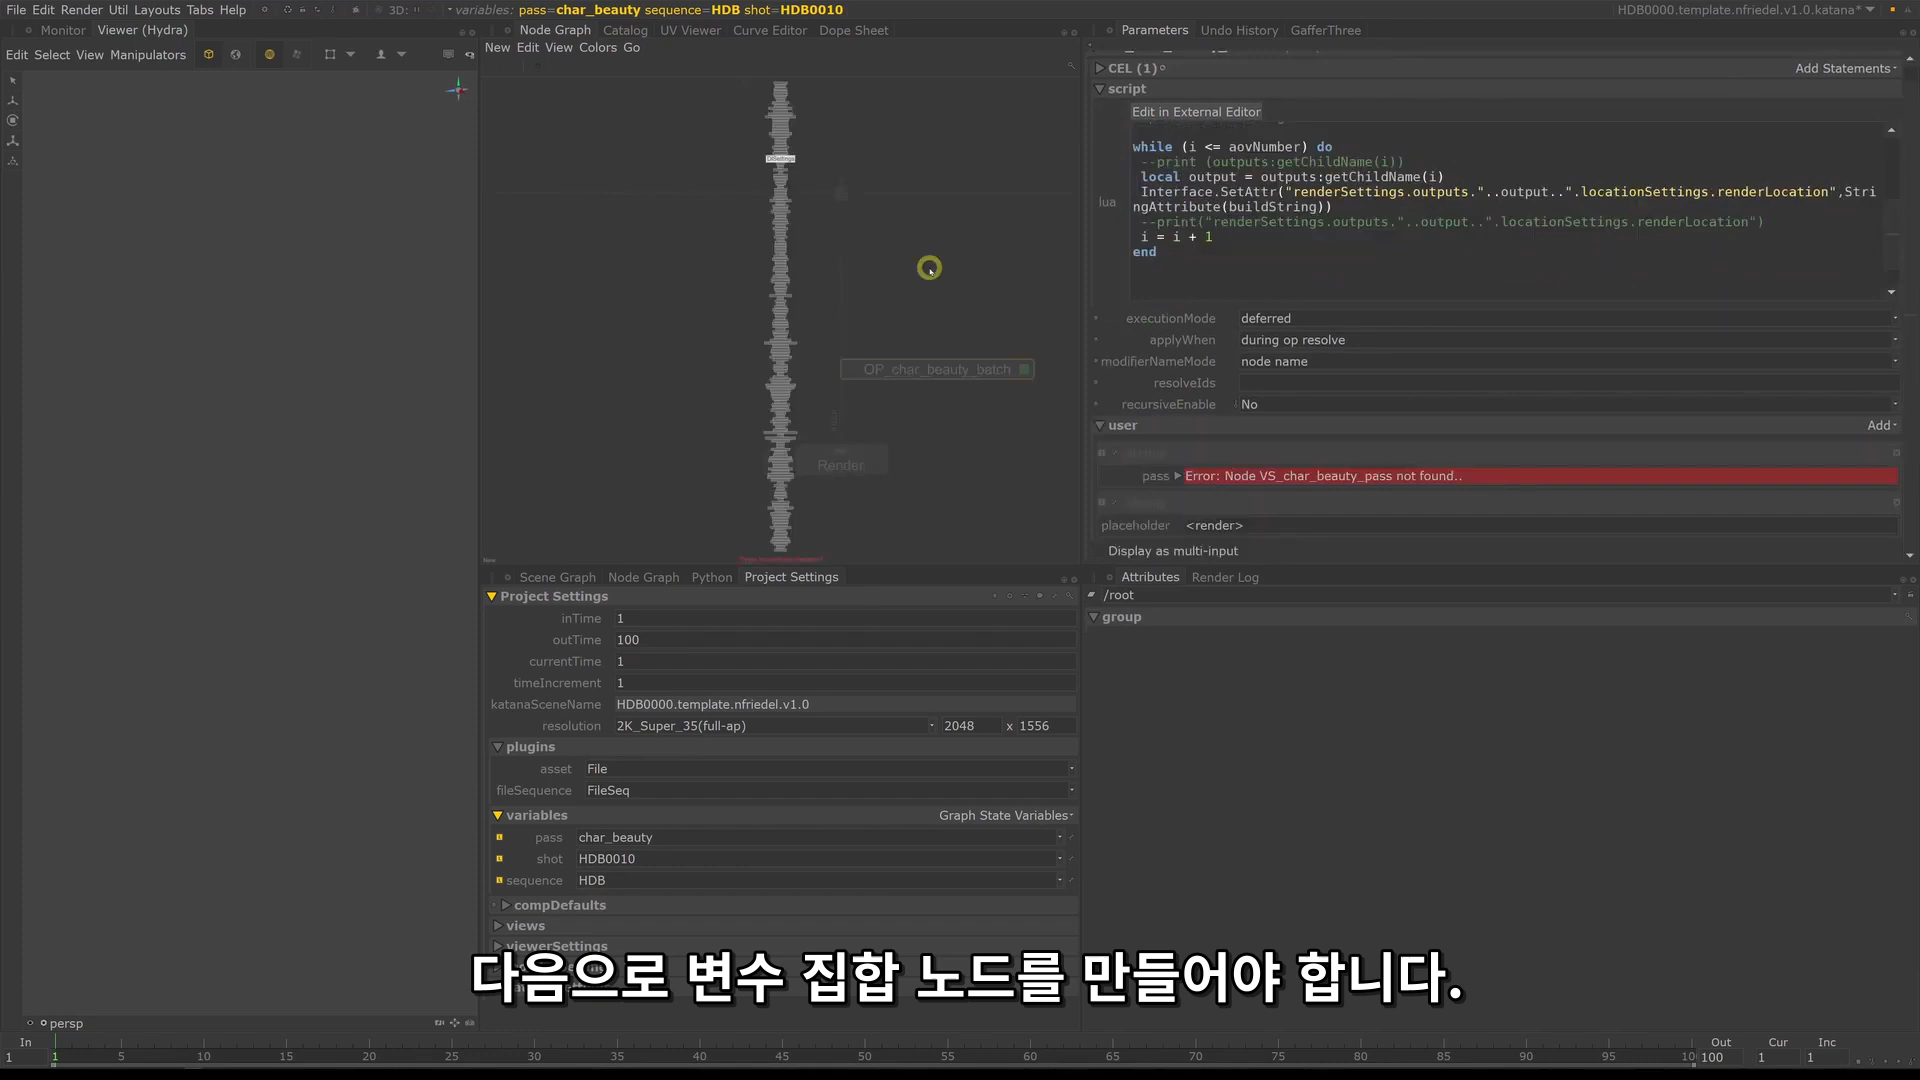 File Edit Render Util Layouts Tabs Help
3D:
variables: pass=char_beauty sequence=HDB shot=HDB0010
HDB0000.template.nfriedel.v1.0.katana*
Monitor Viewer (Hydra)
Edit Select View Manipulators
Node Graph Catalog UV Viewer Curve Editor Dope Sheet
New Edit View Colors Go
OP_char_beauty_batch
Render
New
Parameters Undo History GafferThree
CEL (1)
Add Statements
script
Edit in External Editor
lua
while (i <= aovNumber) do
--print (outputs:getChildName(i))
local output = outputs:getChildName(i)
Interface.SetAttr("renderSettings.outputs."..output..".locationSettings.renderLocation",Stri
ngAttribute(buildString))
--print("renderSettings.outputs."..output..".locationSettings.renderLocation")
i = i + 1
end
executionMode deferred
applyWhen during op resolve
modifierNameMode node name
resolveIds
recursiveEnable No
user
Add
pass Error: Node VS_char_beauty_pass not found..
placeholder <render>
Display as multi-input
Scene Graph Node Graph Python Project Settings
Project Settings
inTime 1
outTime 100
currentTime 1
timeIncrement 1
katanaSceneName HDB0000.template.nfriedel.v1.0
resolution 2K_Super_35(full-ap) 2048 x 1556
plugins
asset File
fileSequence FileSeq
variables Graph State Variables
pass char_beauty
shot HDB0010
sequence HDB
compDefaults
views
viewerSettings
Attributes Render Log
/root
group
다음으로 변수 집합 노드를 만들어야 합니다.
persp
In
1
1 5 10 15 20 25 30 35 40 45 50 55 60 65 70 75 80 85 90 95
Out Cur Inc
100 1 1